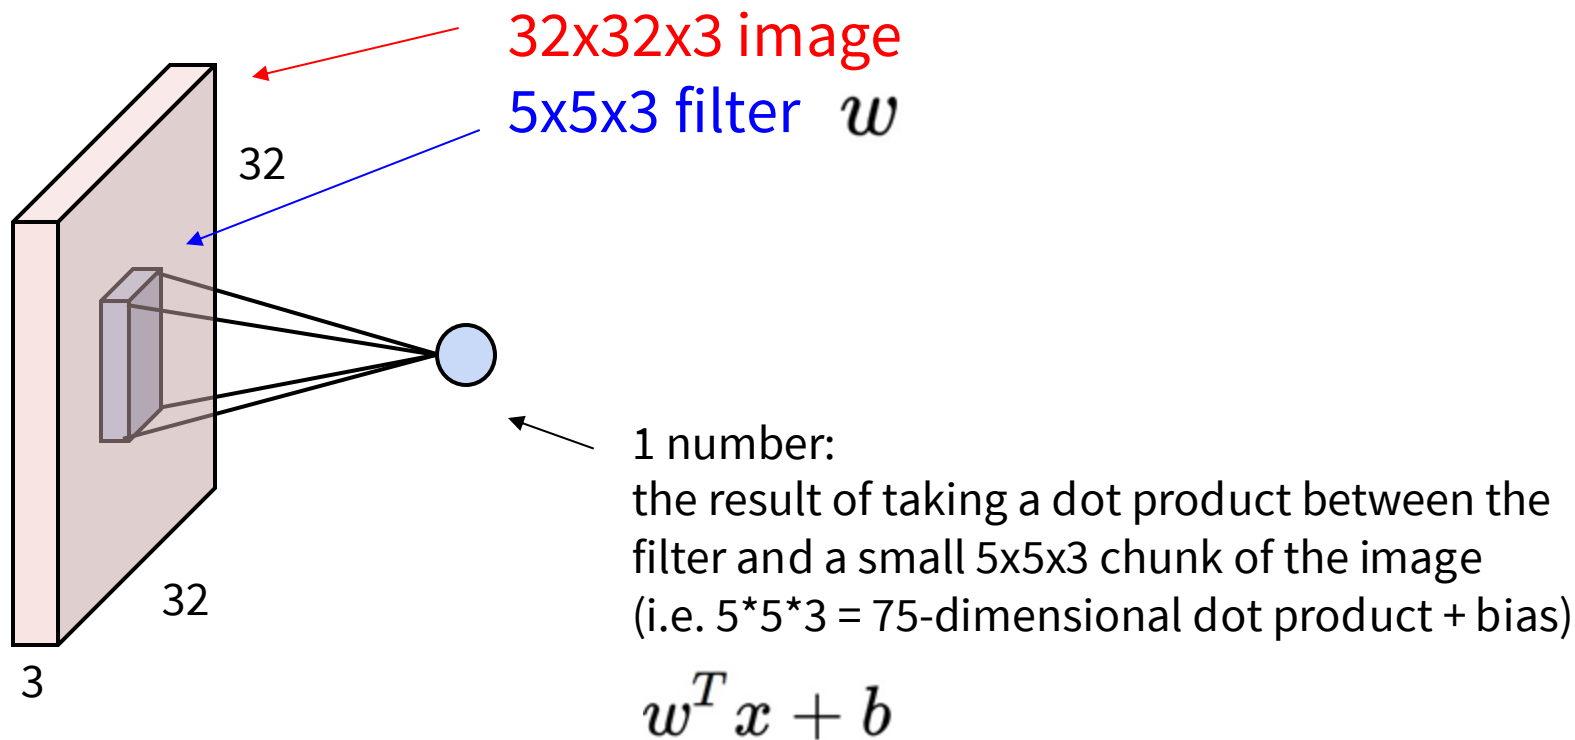 32x32x3 image
5x5x3 filter w
32
32
3
1 number:
the result of taking a dot product between the
filter and a small 5x5x3 chunk of the image
(i.e. 5*5*3 = 75-dimensional dot product + bias)
w^T x + b